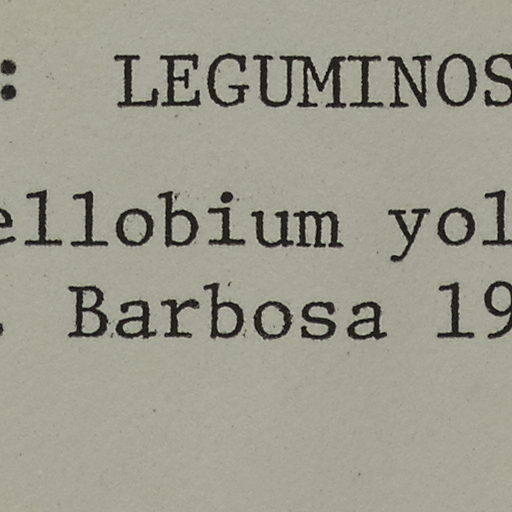 : LEGUMINOS
ellobium yol
. Barbosa 19